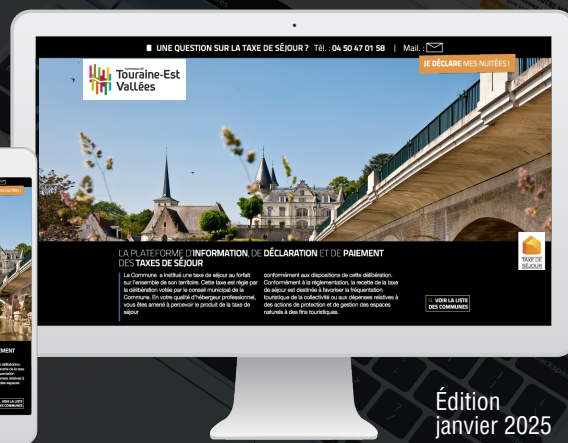 UNE QUESTION SUR LA TAXE DE SÉJOUR ? Tél. : 04 50 47 01 58 | Mail. :
JE DÉCLARE MES NUITÉES !
COMMUNAUTÉ
Touraine-Est
Vallées
LA PLATEFORME D'INFORMATION, DE DÉCLARATION ET DE PAIEMENT
DES TAXES DE SÉJOUR
La Commune a institué une taxe de séjour au forfait
sur l'ensemble de son territoire. Cette taxe est régie par
la délibération votée par le conseil municipal de la
Commune. En votre qualité d'hébergeur professionnel,
vous êtes amené à percevoir le produit de la taxe de
séjour
conformément aux dispositions de cette délibération.
Conformément à la réglementation, la recette de la taxe
de séjour est destinée à favoriser la fréquentation
touristique de la collectivité ou aux dépenses relatives à
des actions de protection et de gestion des espaces
naturels à des fins touristiques.
TAXE DE
SÉJOUR
VOIR LA LISTE
DES COMMUNES
Édition
janvier 2025